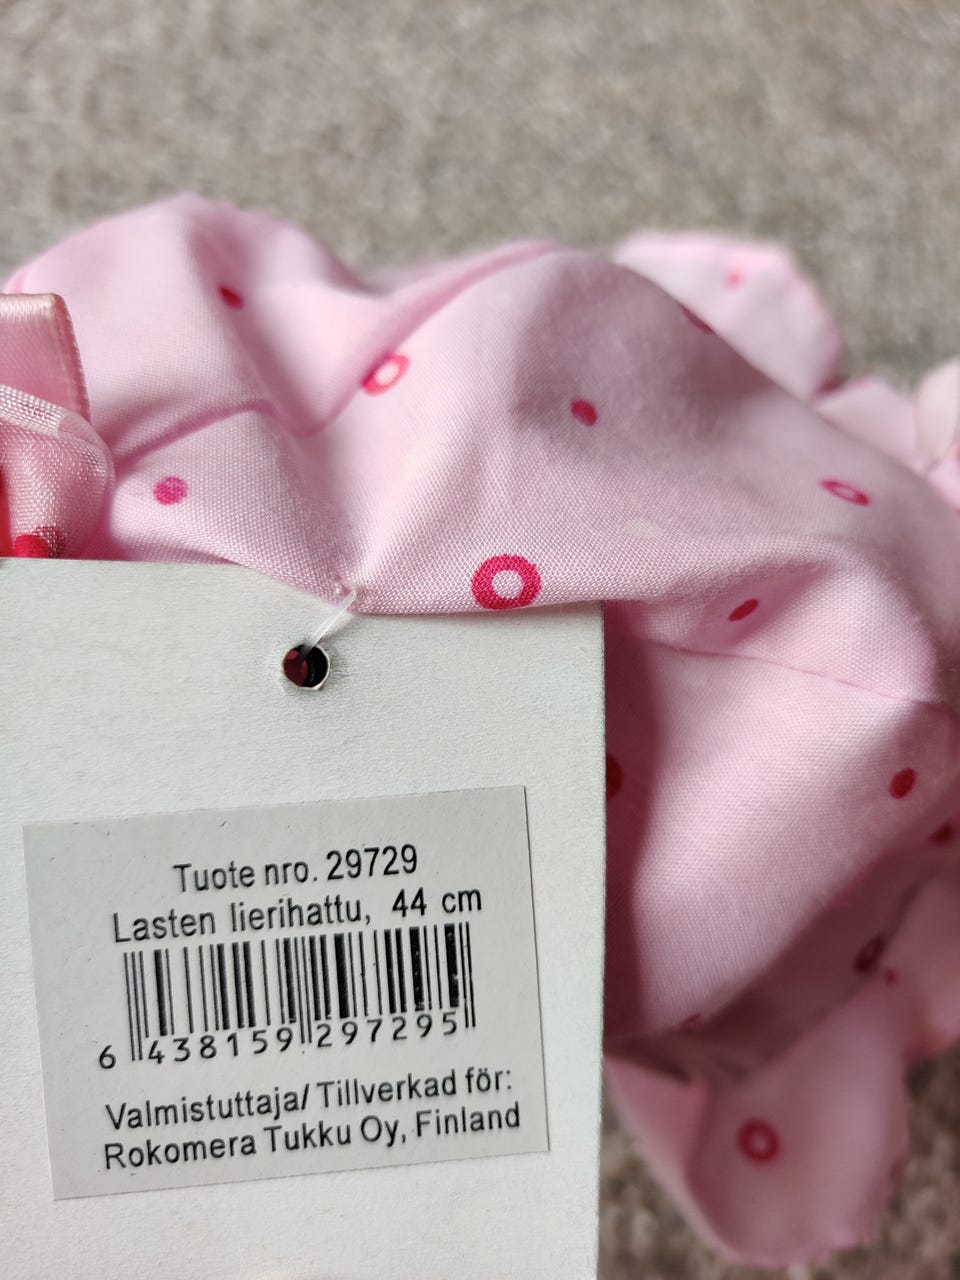 Tuote nro. 29729
Lasten lierihattu, 44 cm
6 438159 297295
Valmistuttaja/ Tillverkad för:
Rokomera Tukku Oy, Finland